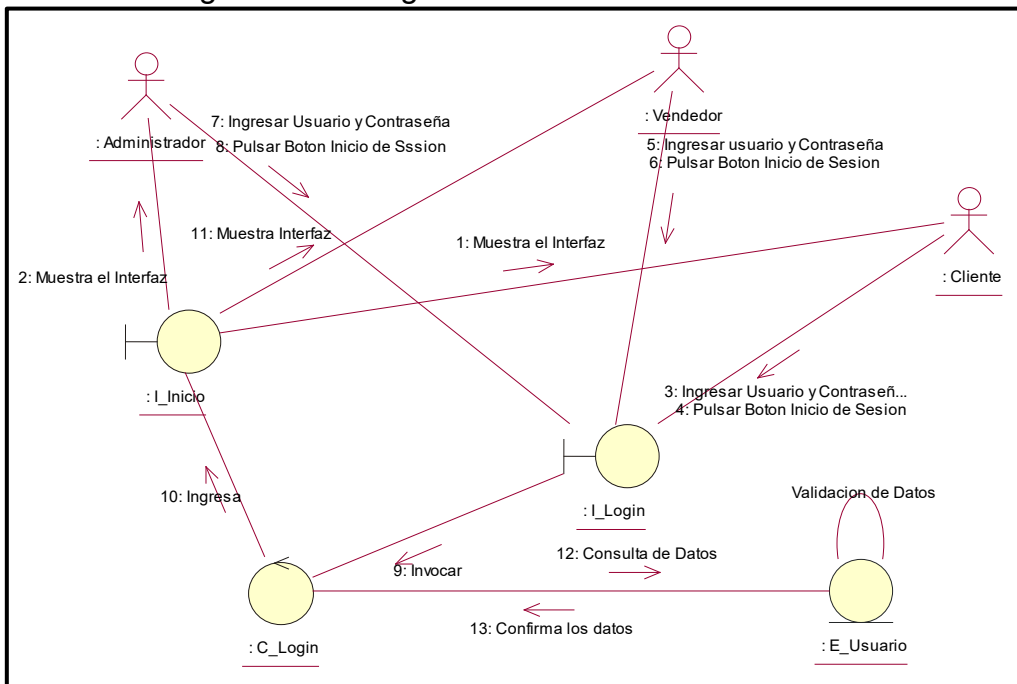 : Administrador
7: Ingresar Usuario y Contraseña
8: Pulsar Boton Inicio de Sssion
: Vendedor
5: Ingresar usuario y Contraseña
6: Pulsar Boton Inicio de Sesion
11: Muestra Interfaz
1: Muestra el Interfaz
2: Muestra el Interfaz
: Cliente
: I_Inicio
3: Ingresar Usuario y Contraseñ...
4: Pulsar Boton Inicio de Sesion
10: Ingresa
: I_Login
Validacion de Datos
9: Invocar
12: Consulta de Datos
13: Confirma los datos
: C_Login
: E_Usuario